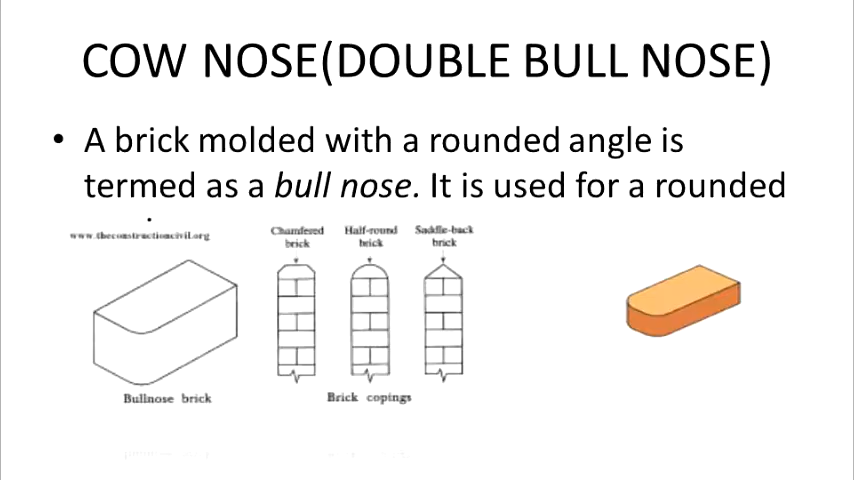 COW NOSE(DOUBLE BULL NOSE)
• A brick molded with a rounded angle is
termed as a bull nose. It is used for a rounded
www.theconstructioncivil.org
Chamfered brick
Half-round brick
Saddle-back brick
Bullnose brick
Brick copings